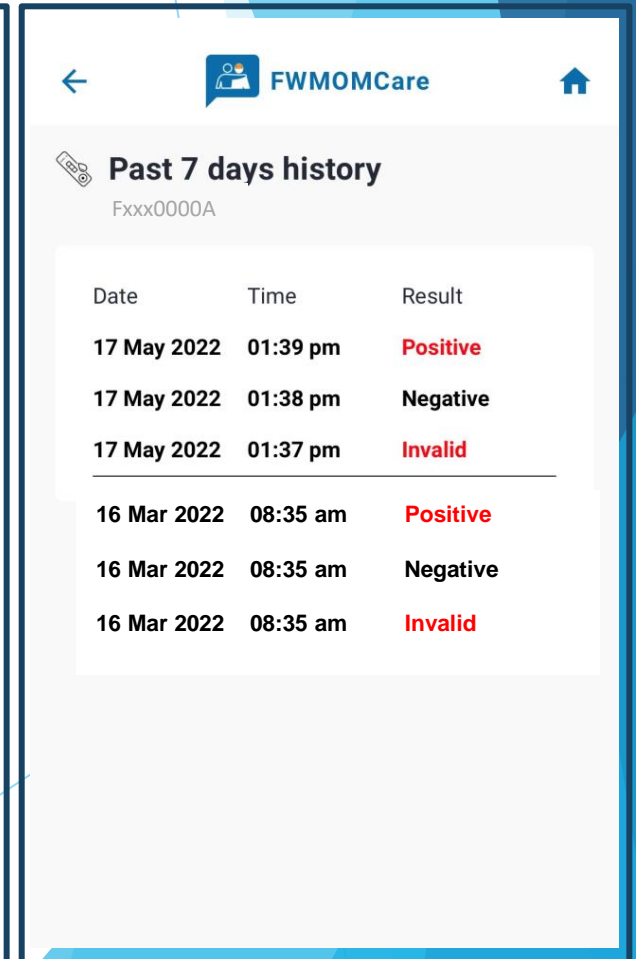 FWMOMCare
Past 7 days history
Fxxx0000A
Date Time Result
17 May 2022 01:39 pm Positive
17 May 2022 01:38 pm Negative
17 May 2022 01:37 pm Invalid
16 Mar 2022 08:35 am Positive
16 Mar 2022 08:35 am Negative
16 Mar 2022 08:35 am Invalid